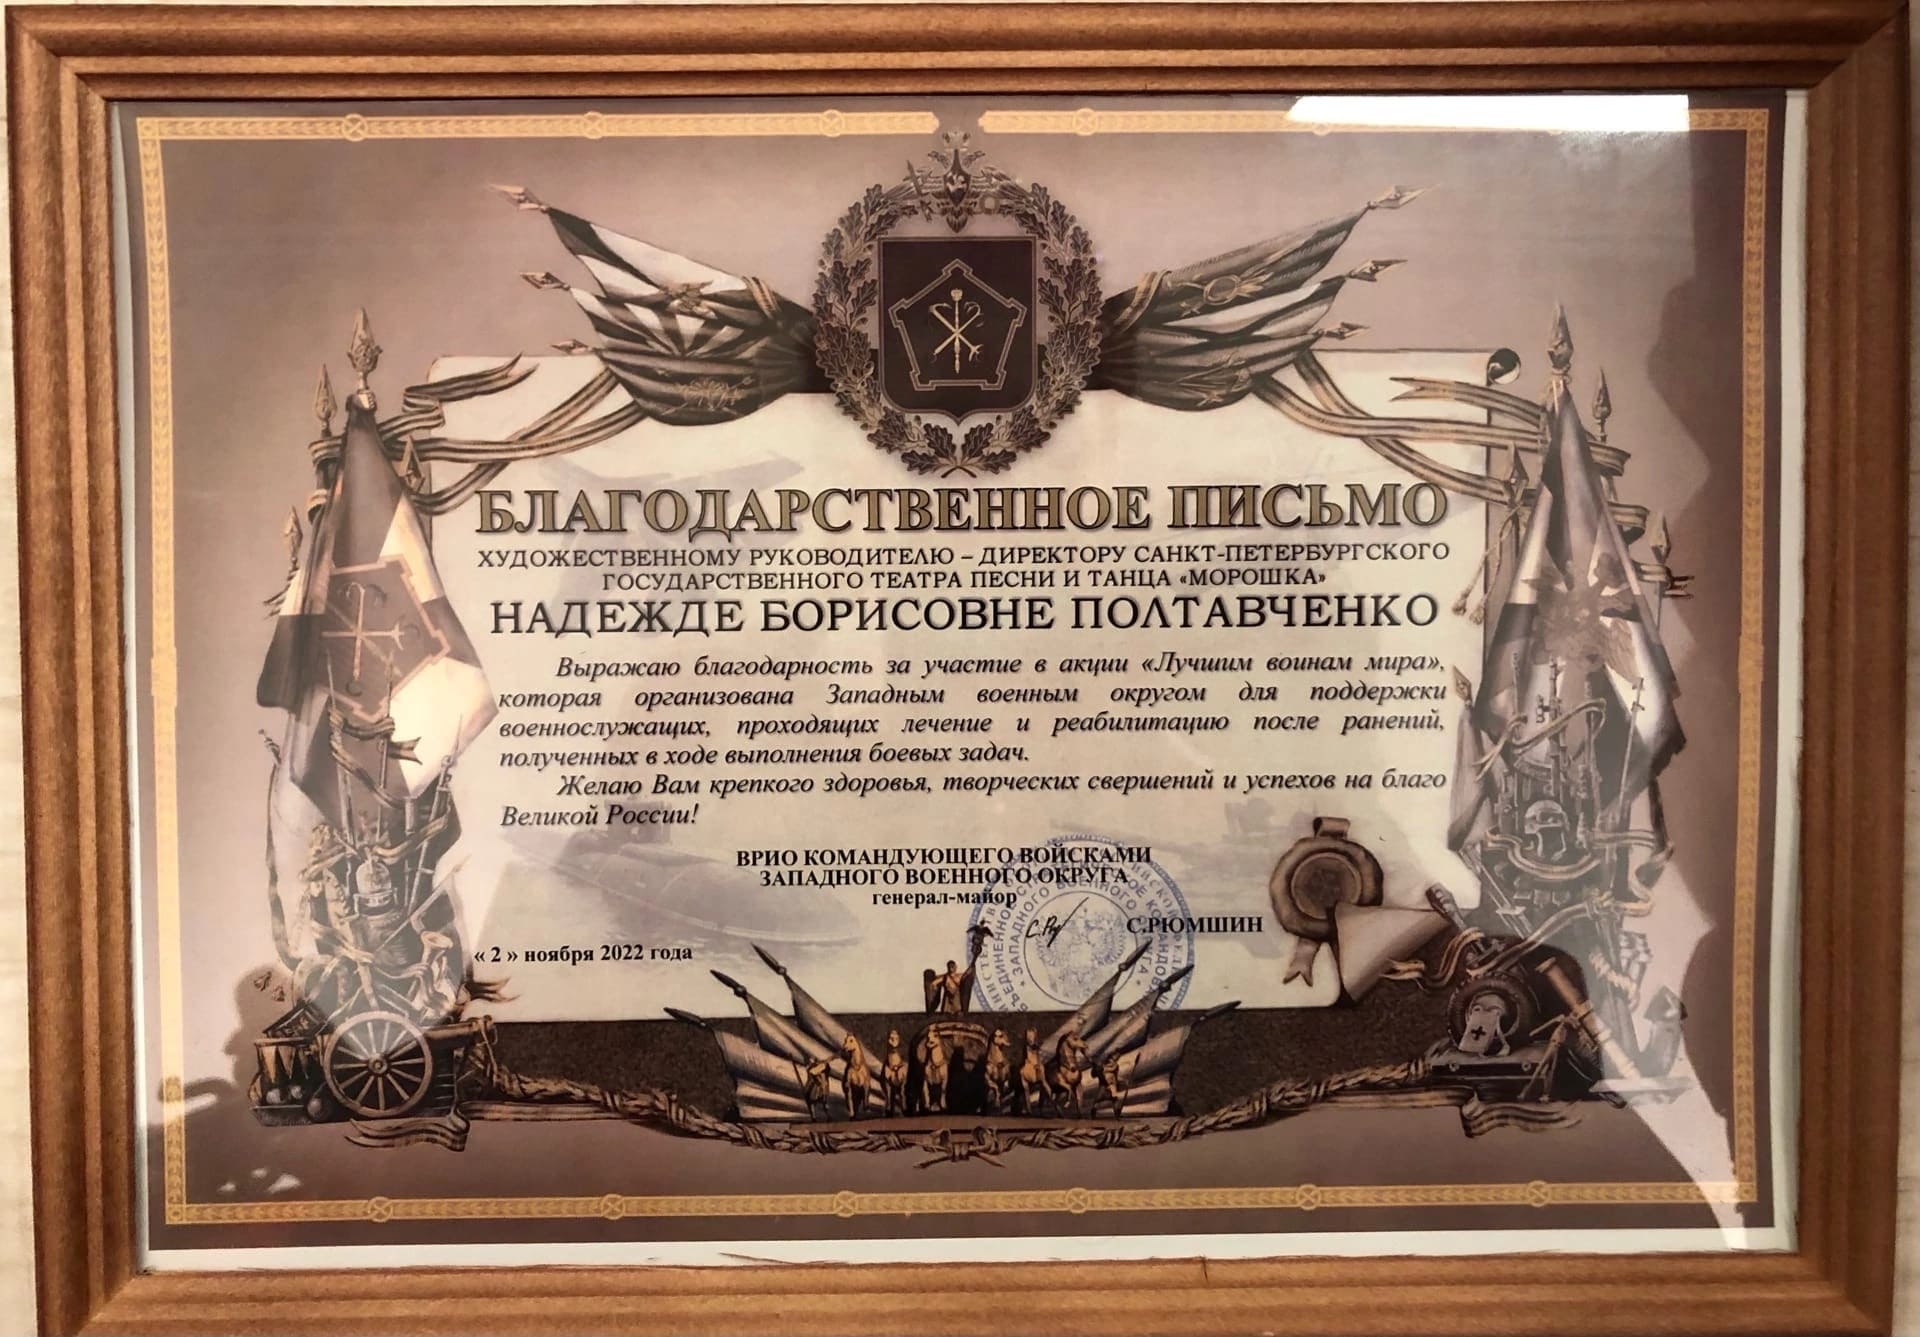 БЛАГОДАРСТВЕННОЕ ПИСЬМО
ХУДОЖЕСТВЕННОМУ РУКОВОДИТЕЛЮ – ДИРЕКТОРУ САНКТ-ПЕТЕРБУРГСКОГО
ГОСУДАРСТВЕННОГО ТЕАТРА ПЕСНИ И ТАНЦА «МОРОШКА»
НАДЕЖДЕ БОРИСОВНЕ ПОЛТАВЧЕНКО
Выражаю благодарность за участие в акции «Лучшим воинам мира»,
которая организована Западным военным округом для поддержки
военнослужащих, проходящих лечение и реабилитацию после ранений,
полученных в ходе выполнения боевых задач.
Желаю Вам крепкого здоровья, творческих свершений и успехов на благо
Великой России!
ВРИО КОМАНДУЮЩЕГО ВОЙСКАМИ
ЗАПАДНОГО ВОЕННОГО ОКРУГА
генерал-майор
С.РЮМШИН
« 2 » ноября 2022 года
ЗАПАДНОГО ВОЕННОГО ОКРУГА